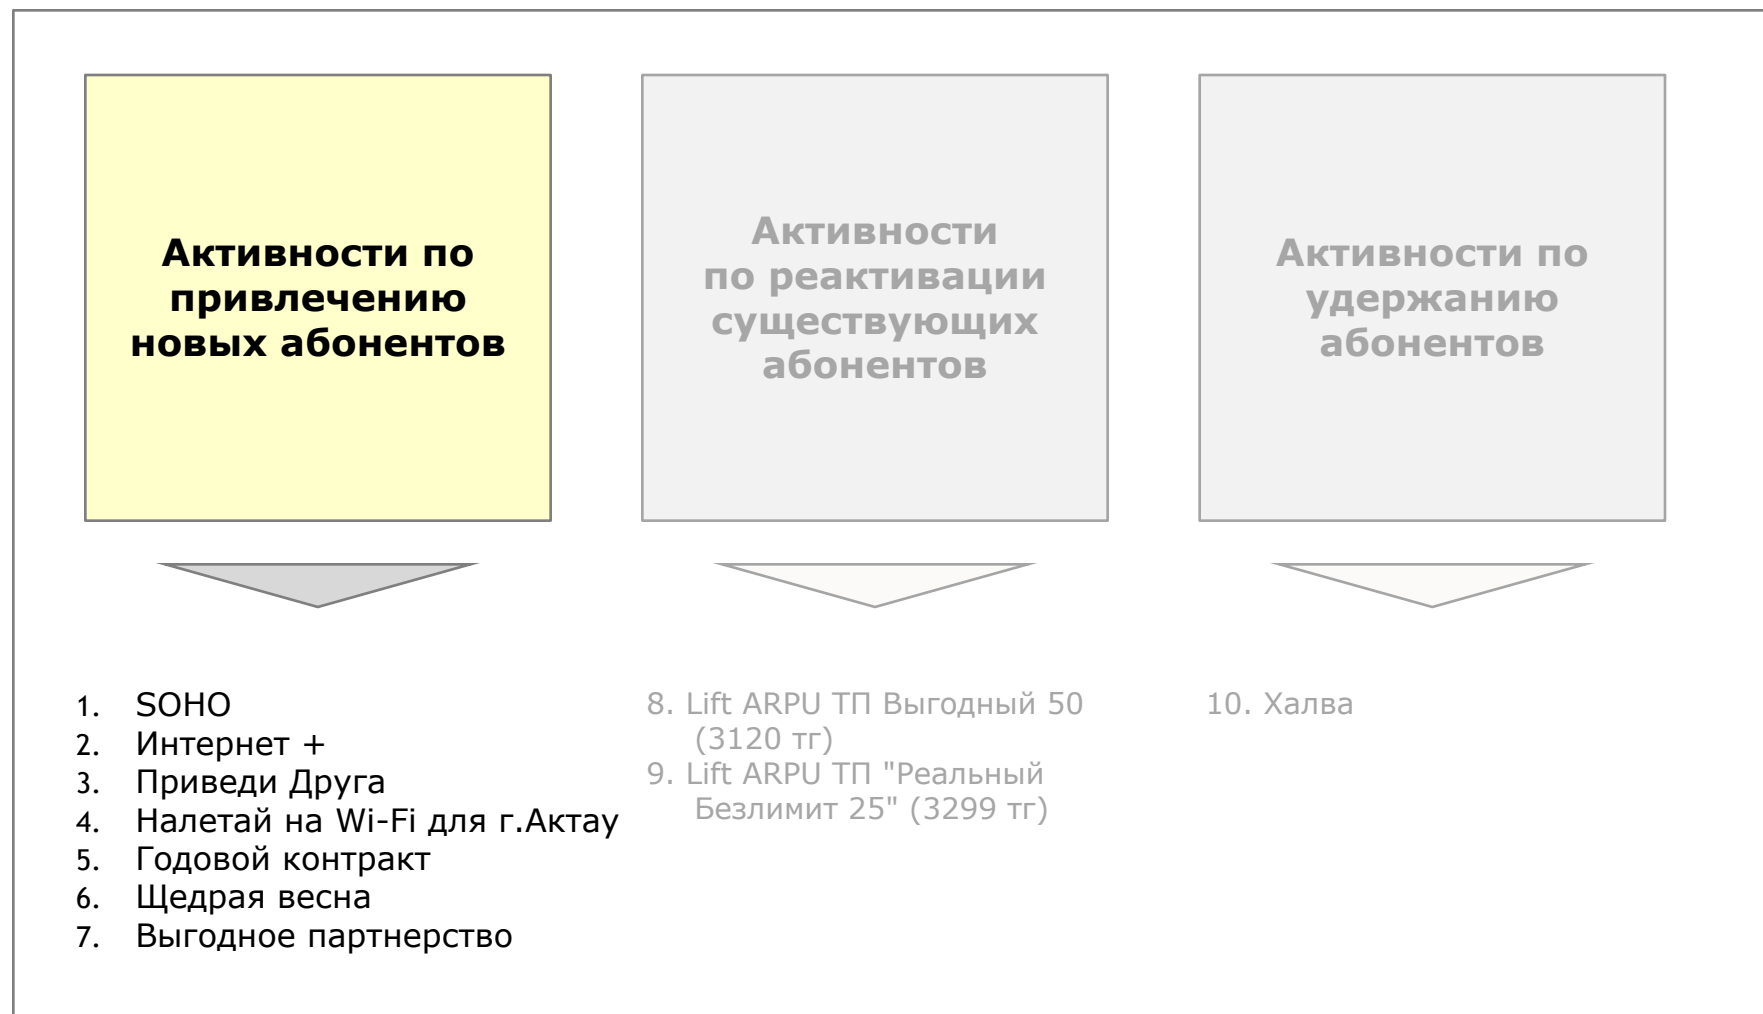 Активности по
привлечению
новых абонентов
Активности
по реактивации
существующих
абонентов
Активности по
удержанию
абонентов
1. SOHO
2. Интернет +
3. Приведи Друга
4. Налетай на Wi-Fi для г.Актау
5. Годовой контракт
6. Щедрая весна
7. Выгодное партнерство
8. Lift ARPU ТП Выгодный 50
(3120 тг)
9. Lift ARPU ТП "Реальный
Безлимит 25" (3299 тг)
10. Халва